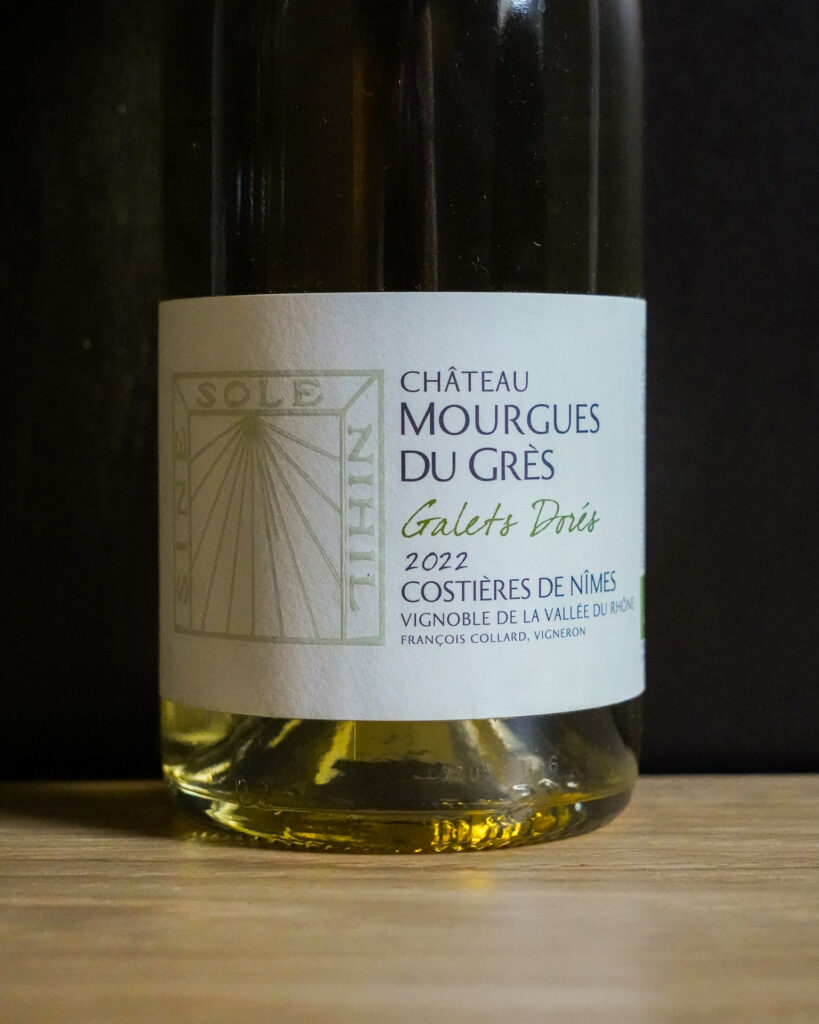 SINE SOLE NIHIL
CHÂTEAU
MOURGUES
DU GRÈS
Galets Dorés
2022
COSTIÈRES DE NÎMES
VIGNOBLE DE LA VALLÉE DU RHÔNE
FRANÇOIS COLLARD, VIGNERON